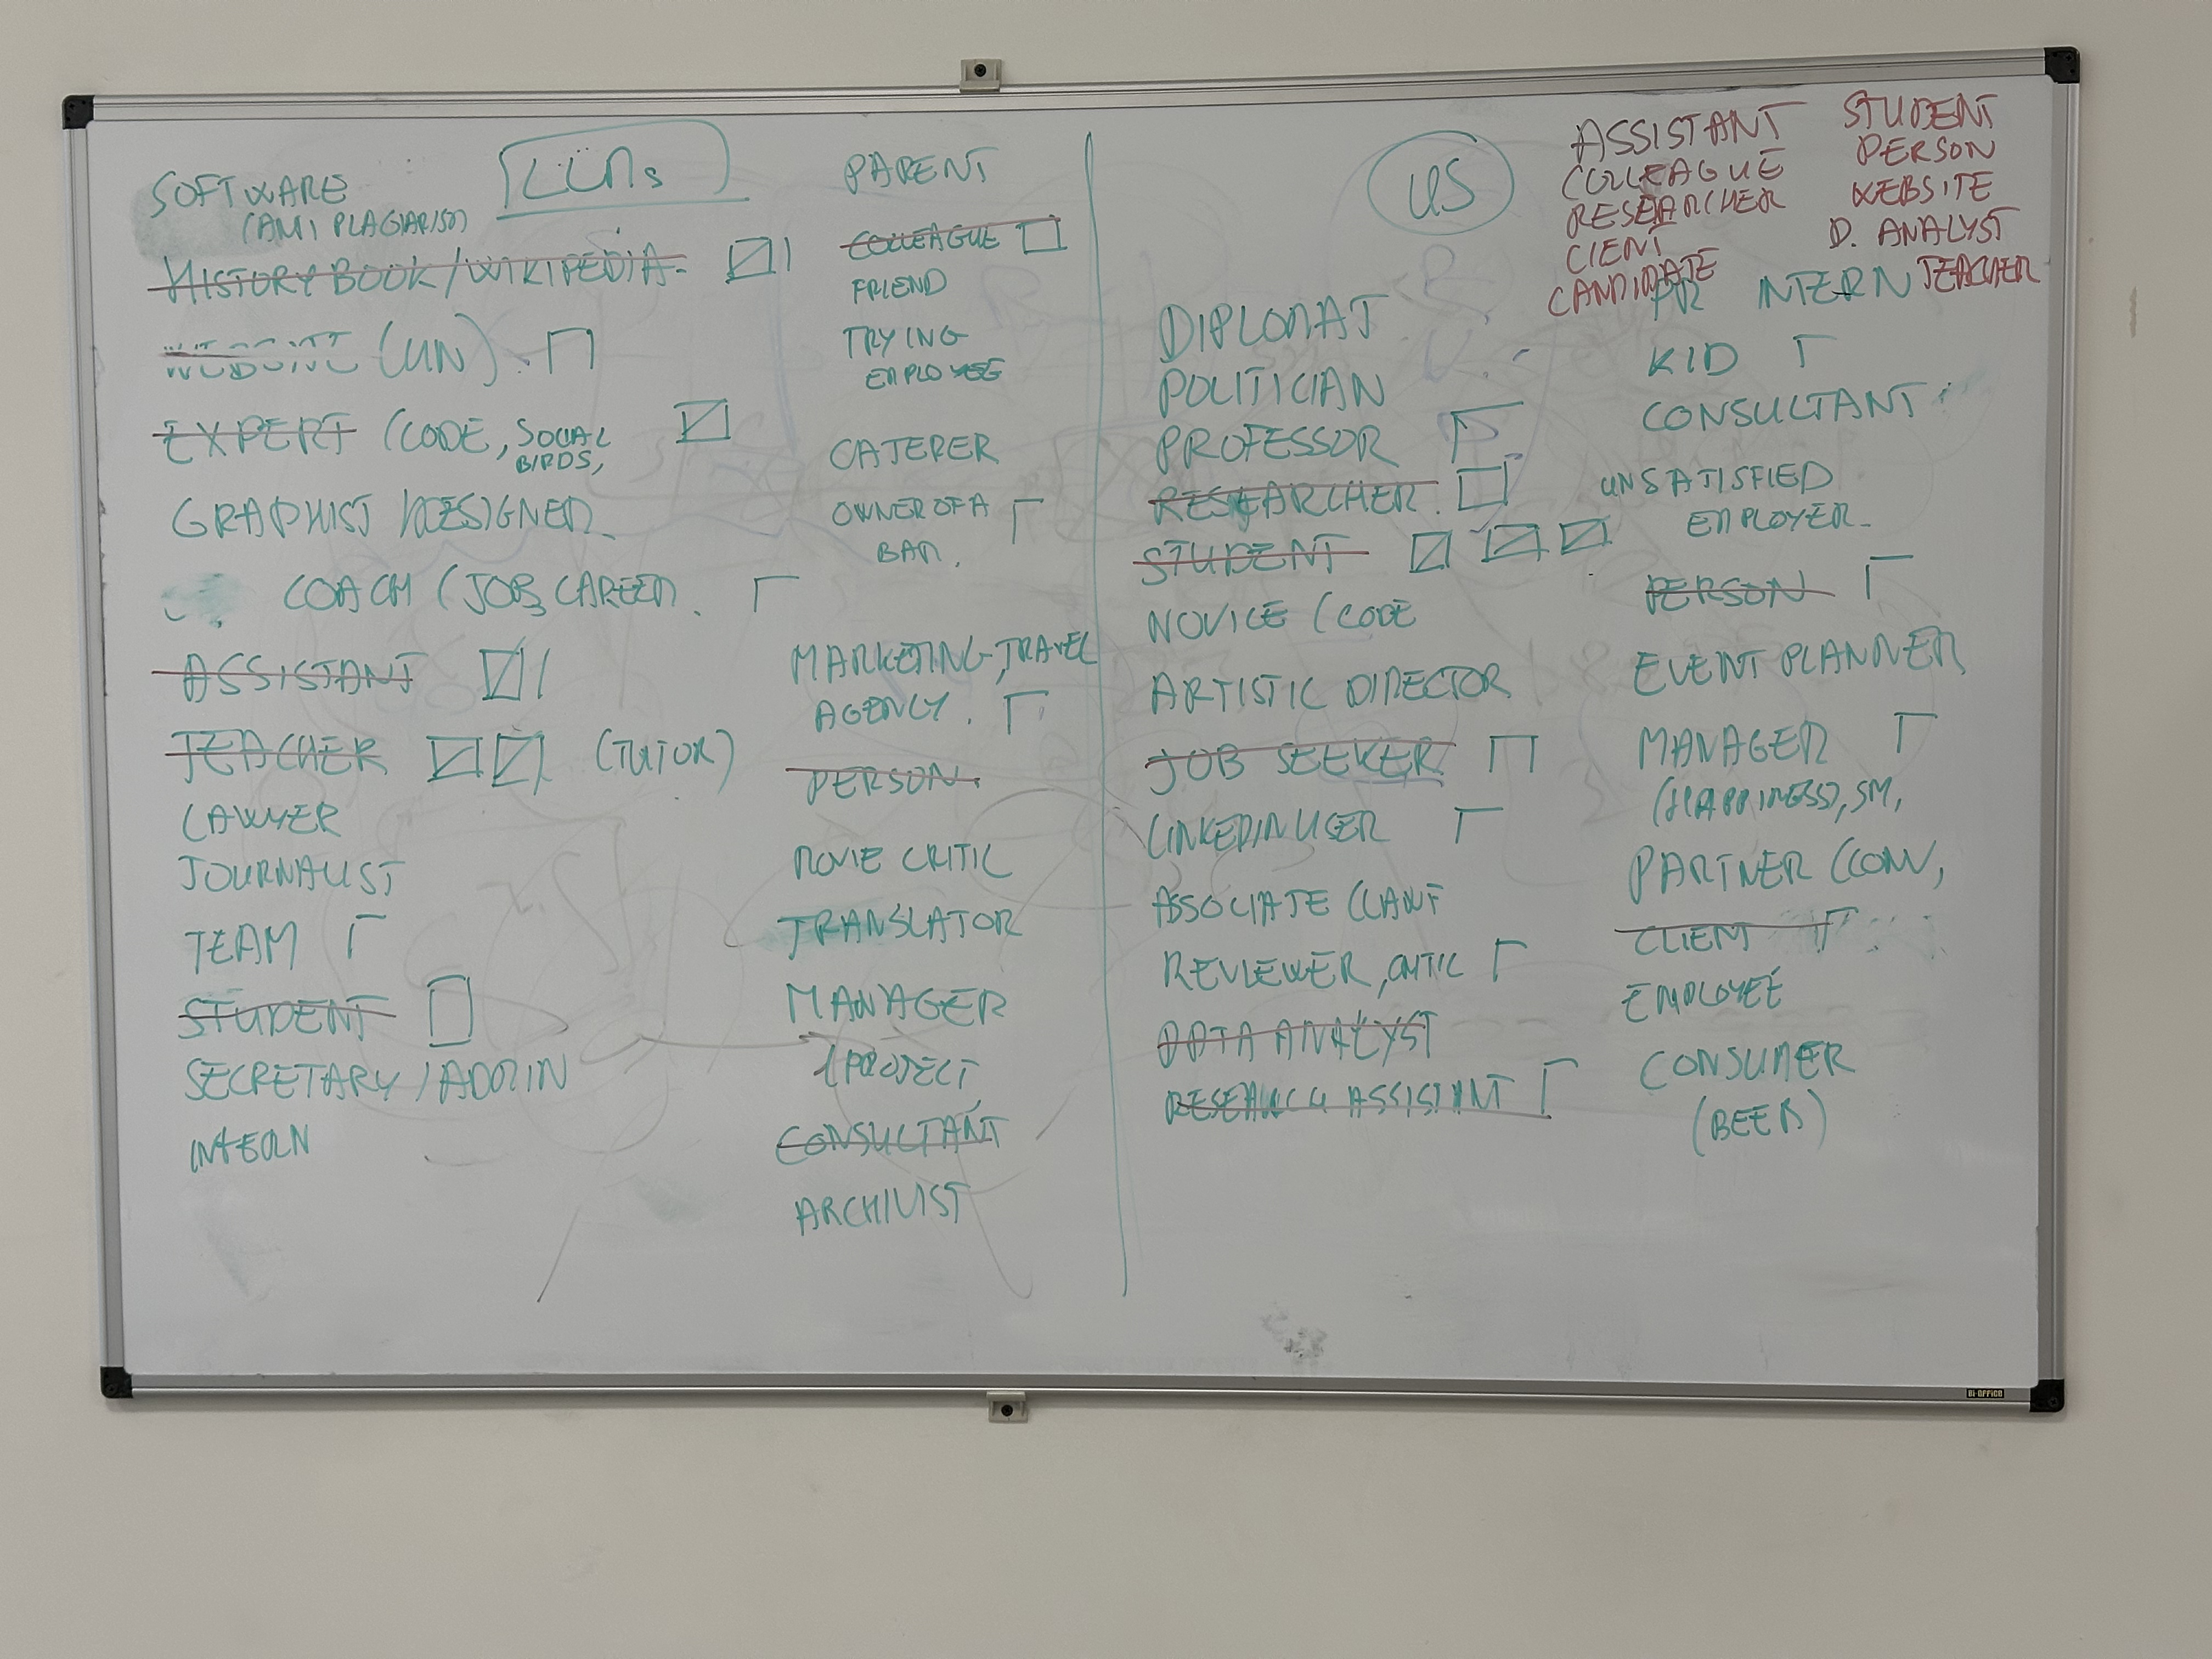 LLMs
SOFTWARE
(AMI PLAGIARISM)
HISTORY BOOK/WIKIPEDIA
(UN)
EXPERT (CODE, SOCIAL
BIRDS,
GRAPHIST/DESIGNER
COACH (JOB, CAREER.
ASSISTANT
TEACHER (TUTOR)
LAWYER
JOURNALIST
TEAM
STUDENT
SECRETARY/ADMIN
INTERN
PARENT
COLLEAGUE
FRIEND
TRYING
EMPLOYEE
CATERER
OWNER OF A
BAR.
MARKETING, TRAVEL
AGENCY.
PERSON.
MOVIE CRITIC
TRANSLATOR
MANAGER
(PROJECT,
CONSULTANT
ARCHIVIST
US
DIPLOMAT
POLITICIAN
PROFESSOR
RESEARCHER.
STUDENT
NOVICE (CODE
ARTISTIC DIRECTOR
JOB SEEKER
LINKEDIN USER
ASSOCIATE
REVIEWER, CRITIC
DATA ANALYST
RESEARCH ASSISTANT
ASSISTANT
COLLEAGUE
RESEARCHER
CIENT
CANDIDATE
STUDENT
PERSON
WEBSITE
D. ANALYST
TEACHER
PR INTERN
KID
CONSULTANT
UNSATISFIED
EMPLOYER.
PERSON
EVENT PLANNER
MANAGER
(HAPPINESS), SM,
PARTNER (CONV,
CLIENT
EMPLOYEE
CONSUMER
(BEER)
Bi-OFFICE